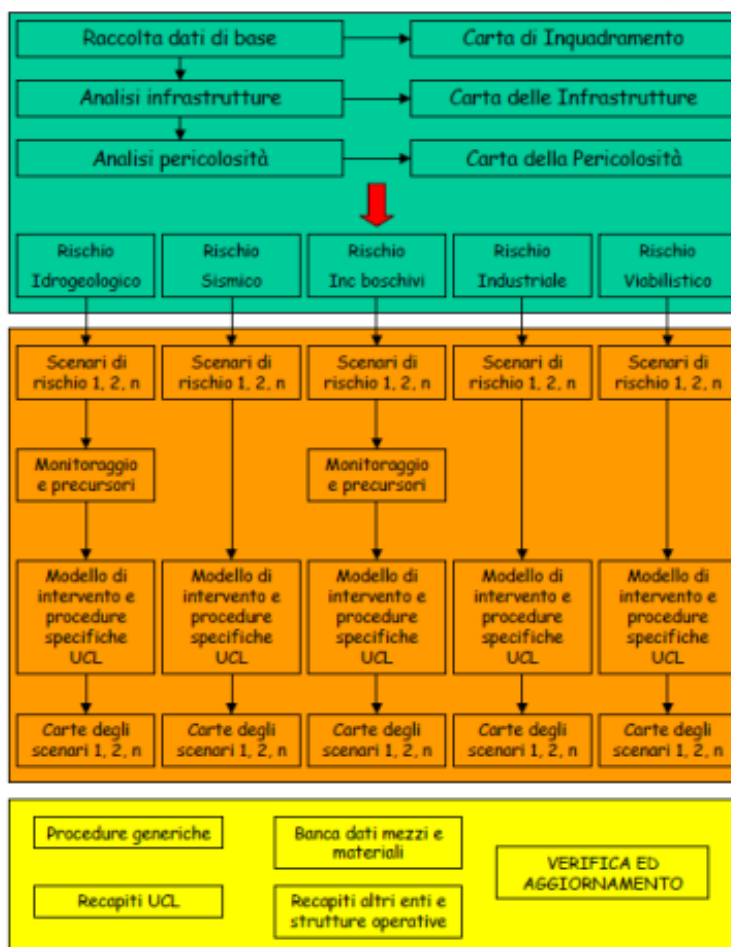 Raccolta dati di base
Carta di Inquadramento
Analisi infrastrutture
Carta delle Infrastrutture
Analisi pericolosità
Carta della Pericolosità
Rischio
Idrogeologico
Rischio
Sismico
Rischio
Inc boschivi
Rischio
Industriale
Rischio
Viabilistico
Scenari di
rischio 1, 2, n
Scenari di
rischio 1, 2, n
Scenari di
rischio 1, 2, n
Scenari di
rischio 1, 2, n
Scenari di
rischio 1, 2, n
Monitoraggio
e precursori
Monitoraggio
e precursori
Modello di
intervento e
procedure
specifiche
UCL
Modello di
intervento e
procedure
specifiche
UCL
Modello di
intervento e
procedure
specifiche
UCL
Modello di
intervento e
procedure
specifiche
UCL
Modello di
intervento e
procedure
specifiche
UCL
Carte degli
scenari 1, 2, n
Carte degli
scenari 1, 2, n
Carte degli
scenari 1, 2, n
Carte degli
scenari 1, 2, n
Carte degli
scenari 1, 2, n
Procedure generiche
Banca dati mezzi e
materiali
VERIFICA ED
AGGIORNAMENTO
Recapiti UCL
Recapiti altri enti e
strutture operative